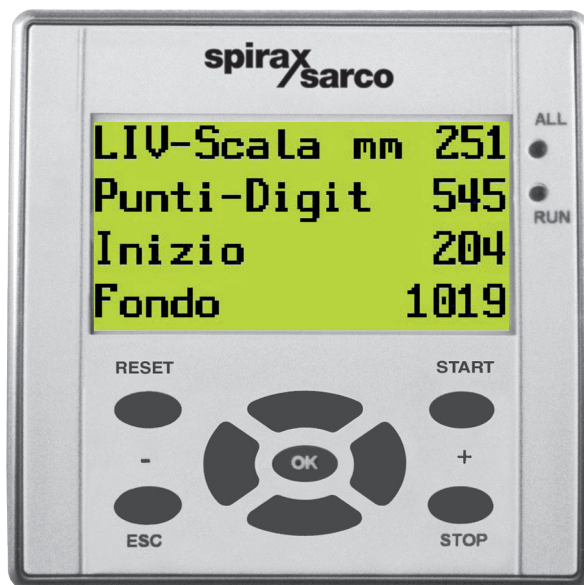 spirax
sarco
LIV-Scala mm 251
Punti-Digit 545
Inizio 204
Fondo 1019
ALL
RUN
RESET
START
-
OK
+
ESC
STOP